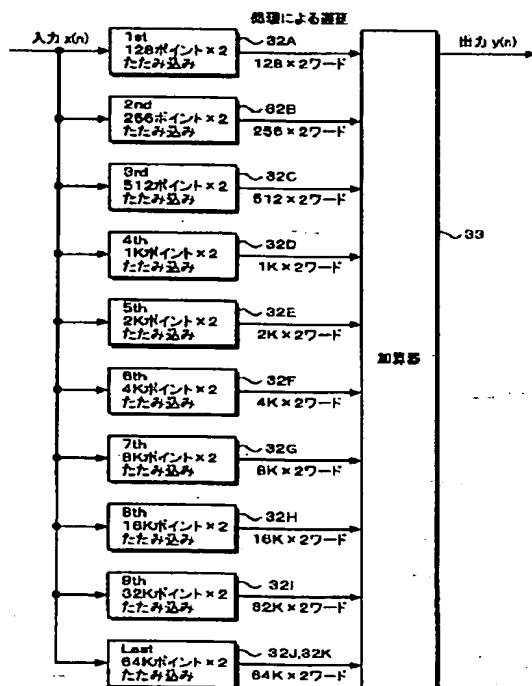 処理による遅延
入力 x(n)
1st
128ポイント×2
たたみ込み
32A
128×2ワード
出力 y(n)
2nd
256ポイント×2
たたみ込み
32B
256×2ワード
3rd
512ポイント×2
たたみ込み
32C
512×2ワード
33
4th
1Kポイント×2
たたみ込み
32D
1K×2ワード
5th
2Kポイント×2
たたみ込み
32E
2K×2ワード
加算器
6th
4Kポイント×2
たたみ込み
32F
4K×2ワード
7th
8Kポイント×2
たたみ込み
32G
8K×2ワード
8th
16Kポイント×2
たたみ込み
32H
16K×2ワード
9th
32Kポイント×2
たたみ込み
32I
32K×2ワード
Last
64Kポイント×2
たたみ込み
32J,32K
64K×2ワード